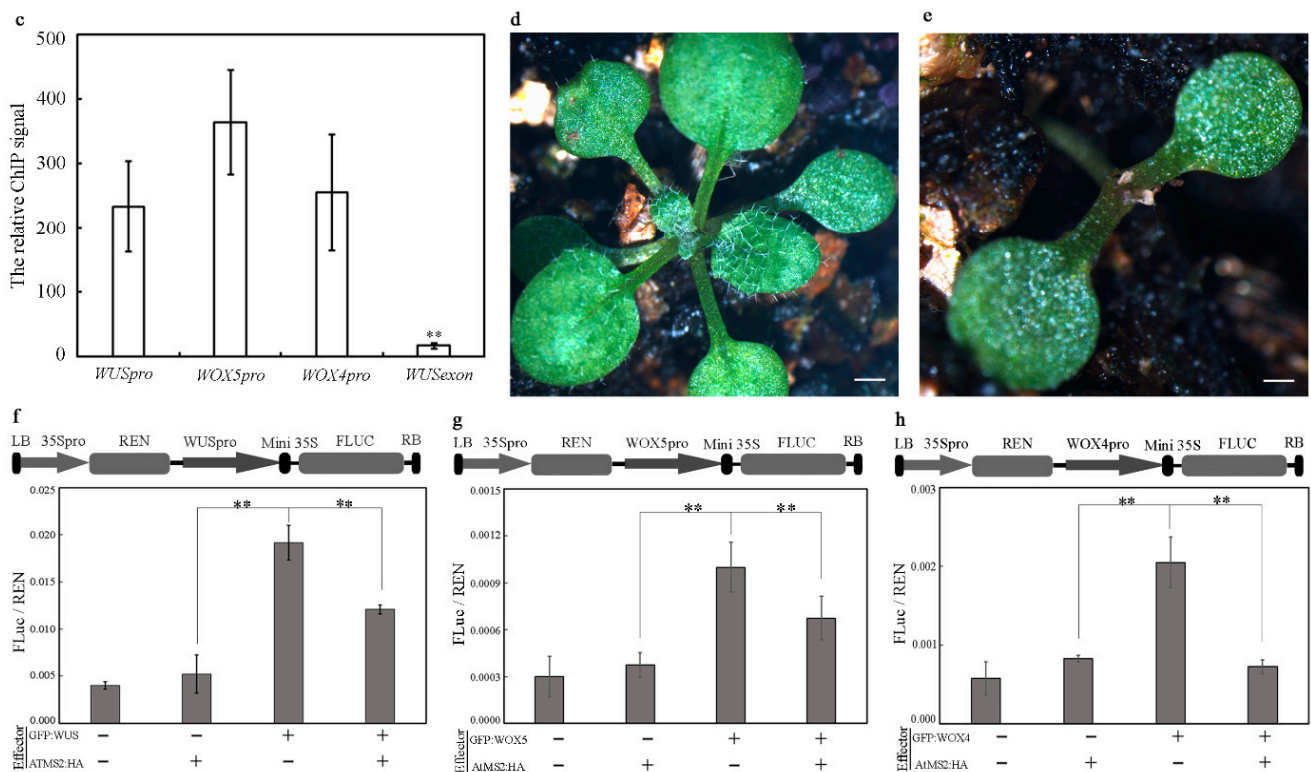 c
500
400
300
200
100
0
The relative ChIP signal
**
WUSpro WOX5pro WOX4pro WUSexon
d
e
f
LB 35Spro REN WUSpro Mini 35S FLUC RB
0.025
0.020
0.015
0.010
0.005
0.000
FLuc / REN
** **
Effector
GFP:WUS − − + +
ATMS2:HA − + − +
g
LB 35Spro REN WOX5pro Mini 35S FLUC RB
0.0015
0.0012
0.0009
0.0006
0.0003
0.0000
FLuc / REN
** **
Effector
GFP:WOX5 − − + +
AtMS2:HA − + − +
h
LB 35Spro REN WOX4pro Mini 35S FLUC RB
0.003
0.002
0.001
0.000
FLuc / REN
** **
Effector
GFP:WOX4 − − + +
AtMS2:HA − + − +